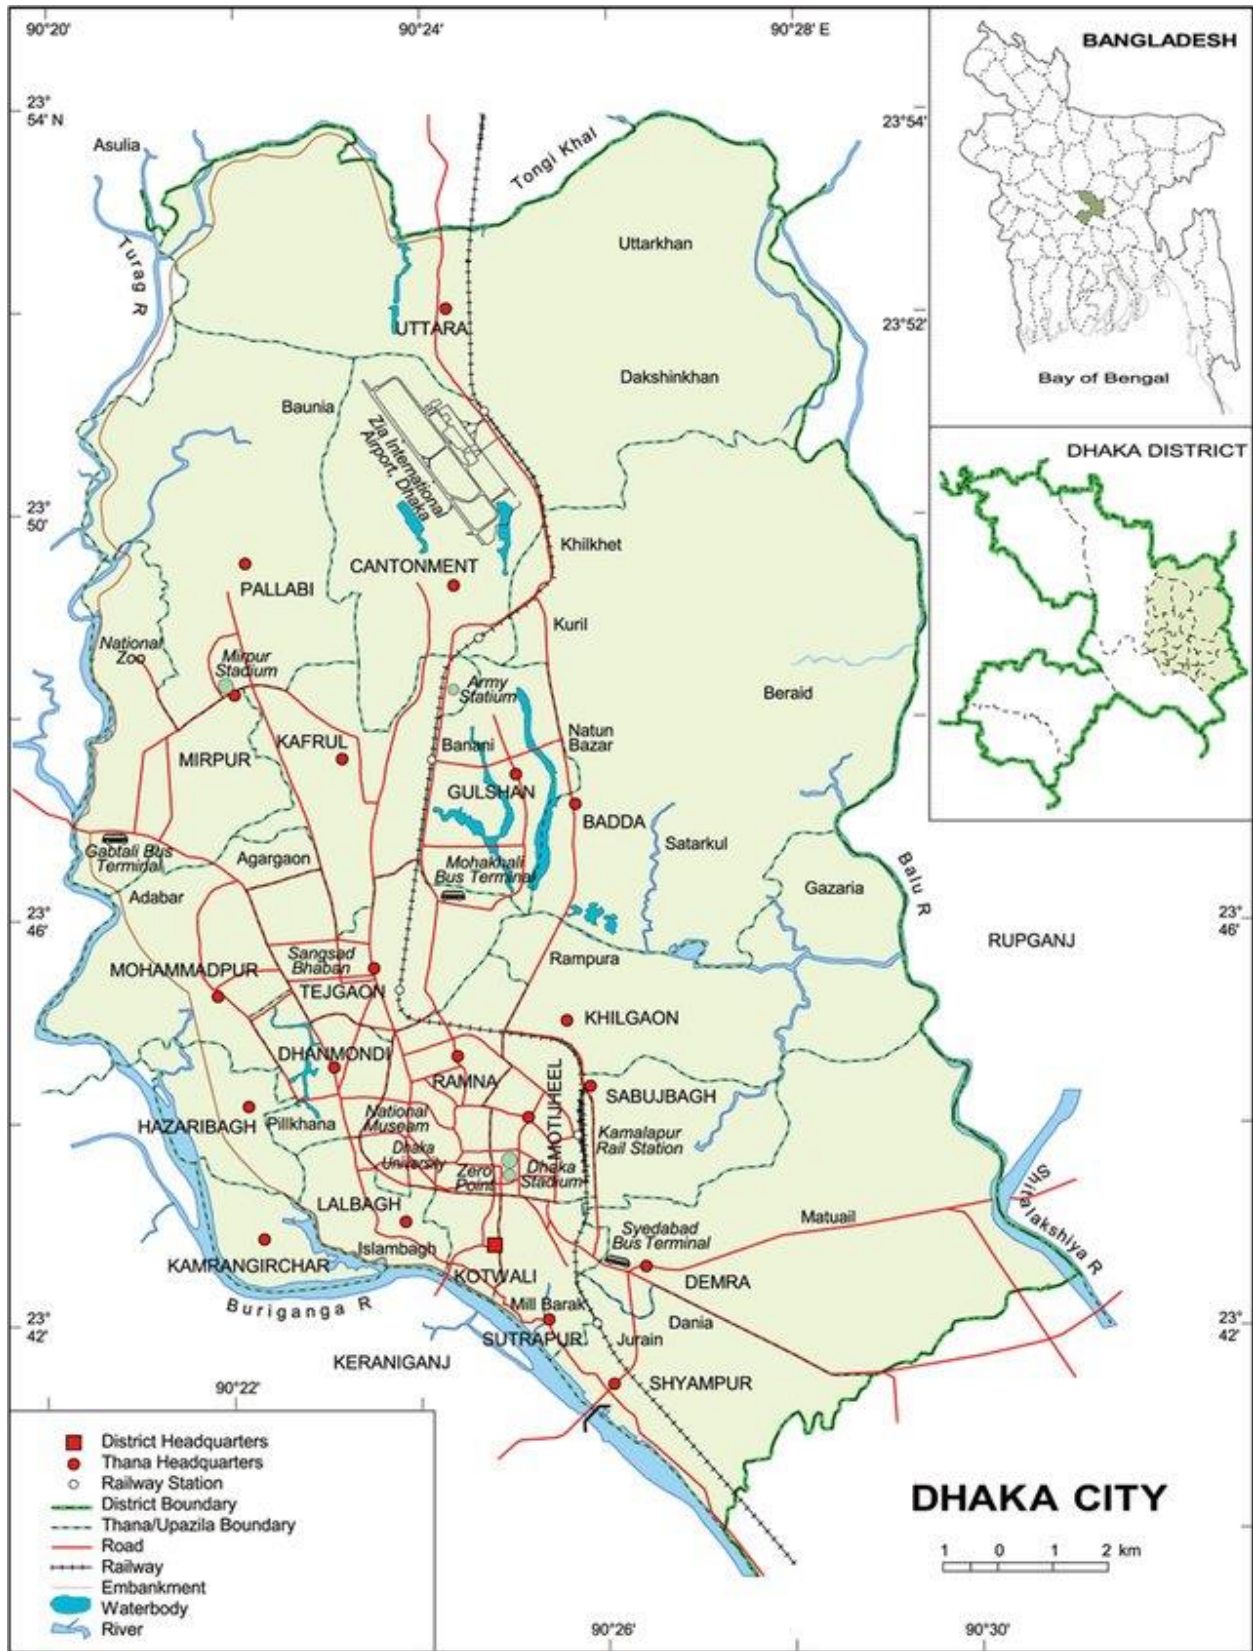 90°20'
90°24'
90°28' E
BANGLADESH
23°
54' N
23°54'
Asulia
Tongi Khal
Turag R
Uttarkhan
23°52'
UTTARA
Dakshinkhan
Bay of Bengal
Baunia
Zia International
Airport, Dhaka
DHAKA DISTRICT
23°
50'
Khilkhet
CANTONMENT
PALLABI
Kuril
National
Zoo
Mirpur
Stadium
Army
Statium
Beraid
KAFRUL
Banani
Natun
Bazar
MIRPUR
GULSHAN
BADDA
Satarkul
Gabtali Bus
Terminal
Agargaon
Mohakhali
Bus Terminal
Gazaria
Balu R
Adabar
23°
46'
23°
46'
RUPGANJ
MOHAMMADPUR
Sangsad
Bhaban
Rampura
TEJGAON
KHILGAON
DHANMONDI
RAMNA
MOTIJHEEL
SABUJBAGH
HAZARIBAGH
Pillkhana
National
Museam
Kamalapur
Rail Station
Dhaka
University
Zero
Point
Dhaka
Stadium
Shitalakshiya R
LALBAGH
Matuail
Syedabad
Bus Terminal
Islambagh
KAMRANGIRCHAR
KOTWALI
DEMRA
Buriganga R
Mill Barak
Dania
23°
42'
SUTRAPUR
Jurain
23°
42'
KERANIGANJ
SHYAMPUR
90°22'
District Headquarters
Thana Headquarters
Railway Station
District Boundary
Thana/Upazila Boundary
Road
Railway
Embankment
Waterbody
River
DHAKA CITY
1 0 1 2 km
90°26'
90°30'